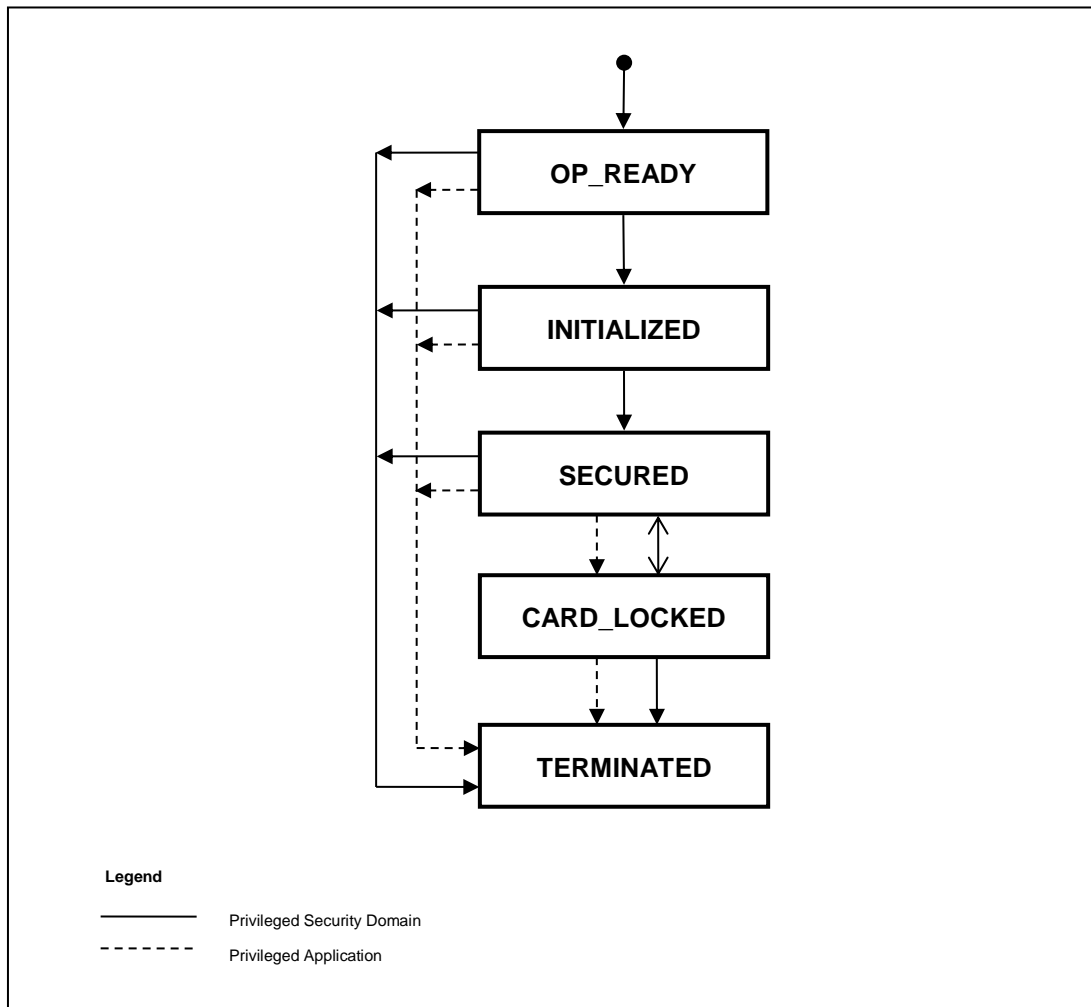 OP_READY
INITIALIZED
SECURED
CARD_LOCKED
TERMINATED
Legend
Privileged Security Domain
Privileged Application